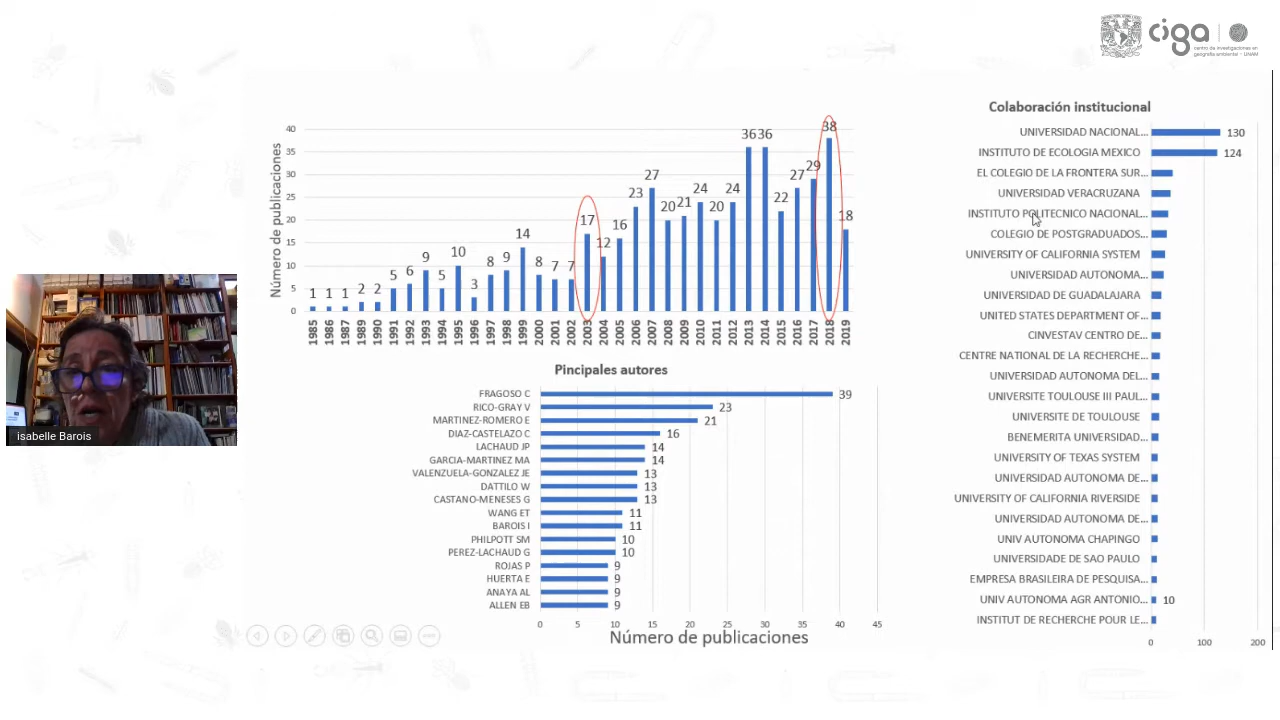 ciga
centro de investigaciones en
geografía ambiental - UNAM
Número de publicaciones
40
35
30
25
20
15
10
5
0
1 1 1 2 2 5 6 9 5 10 3 8 9 14 8 7 7 17 12 16 23 27 20 21 24 20 24 36 36 22 27 29 38 18
1985 1986 1987 1989 1990 1991 1992 1993 1994 1995 1996 1997 1998 1999 2000 2001 2002 2003 2004 2005 2006 2007 2008 2009 2010 2011 2012 2013 2014 2015 2016 2017 2018 2019
Pincipales autores
FRAGOSO C 39
RICO-GRAY V 23
MARTINEZ-ROMERO E 21
DIAZ-CASTELAZO C 16
LACHAUD JP 14
GARCIA-MARTINEZ MA 14
VALENZUELA-GONZALEZ JE 13
DATTILO W 13
CASTANO-MENESES G 13
WANG ET 11
BAROIS I 11
PHILPOTT SM 10
PEREZ-LACHAUD G 10
ROJAS P 9
HUERTA E 9
ANAYA AL 9
ALLEN EB 9
0 5 10 15 20 25 30 35 40 45
Número de publicaciones
Colaboración institucional
UNIVERSIDAD NACIONAL... 130
INSTITUTO DE ECOLOGIA MEXICO 124
EL COLEGIO DE LA FRONTERA SUR...
UNIVERSIDAD VERACRUZANA
INSTITUTO POLITECNICO NACIONAL...
COLEGIO DE POSTGRADUADOS...
UNIVERSITY OF CALIFORNIA SYSTEM
UNIVERSIDAD AUTONOMA...
UNIVERSIDAD DE GUADALAJARA
UNITED STATES DEPARTMENT OF...
CINVESTAV CENTRO DE...
CENTRE NATIONAL DE LA RECHERCHE...
UNIVERSIDAD AUTONOMA DEL...
UNIVERSITE TOULOUSE III PAUL...
UNIVERSITE DE TOULOUSE
BENEMERITA UNIVERSIDAD...
UNIVERSITY OF TEXAS SYSTEM
UNIVERSIDAD AUTONOMA DE...
UNIVERSITY OF CALIFORNIA RIVERSIDE
UNIVERSIDAD AUTONOMA DE...
UNIV AUTONOMA CHAPINGO
UNIVERSIDADE DE SAO PAULO
EMPRESA BRASILEIRA DE PESQUISA...
UNIV AUTONOMA AGR ANTONIO... 10
INSTITUT DE RECHERCHE POUR LE...
0 100 200
isabelle Barois